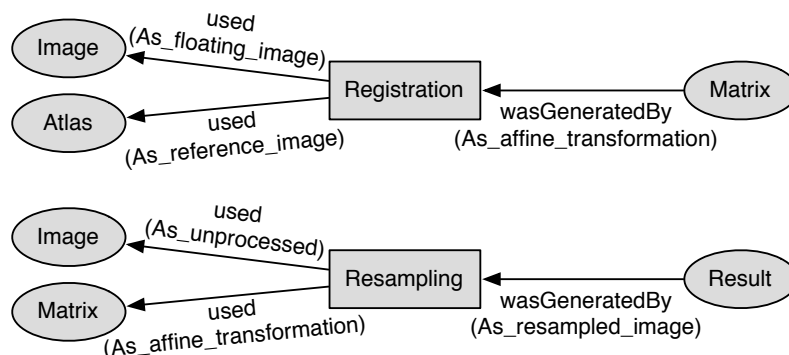 Image
used
(As_floating_image)
Registration
Matrix
wasGeneratedBy
(As_affine_transformation)
Atlas
used
(As_reference_image)
Image
used
(As_unprocessed)
Resampling
Result
wasGeneratedBy
(As_resampled_image)
Matrix
used
(As_affine_transformation)